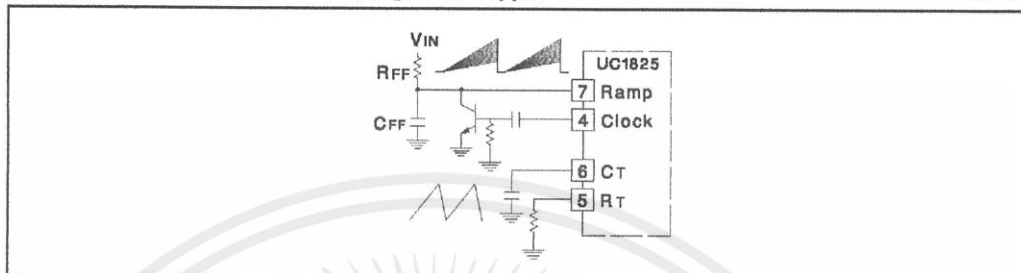 VIN
RFF
UC1825
7 Ramp
CFF
4 Clock
6 CT
5 RT